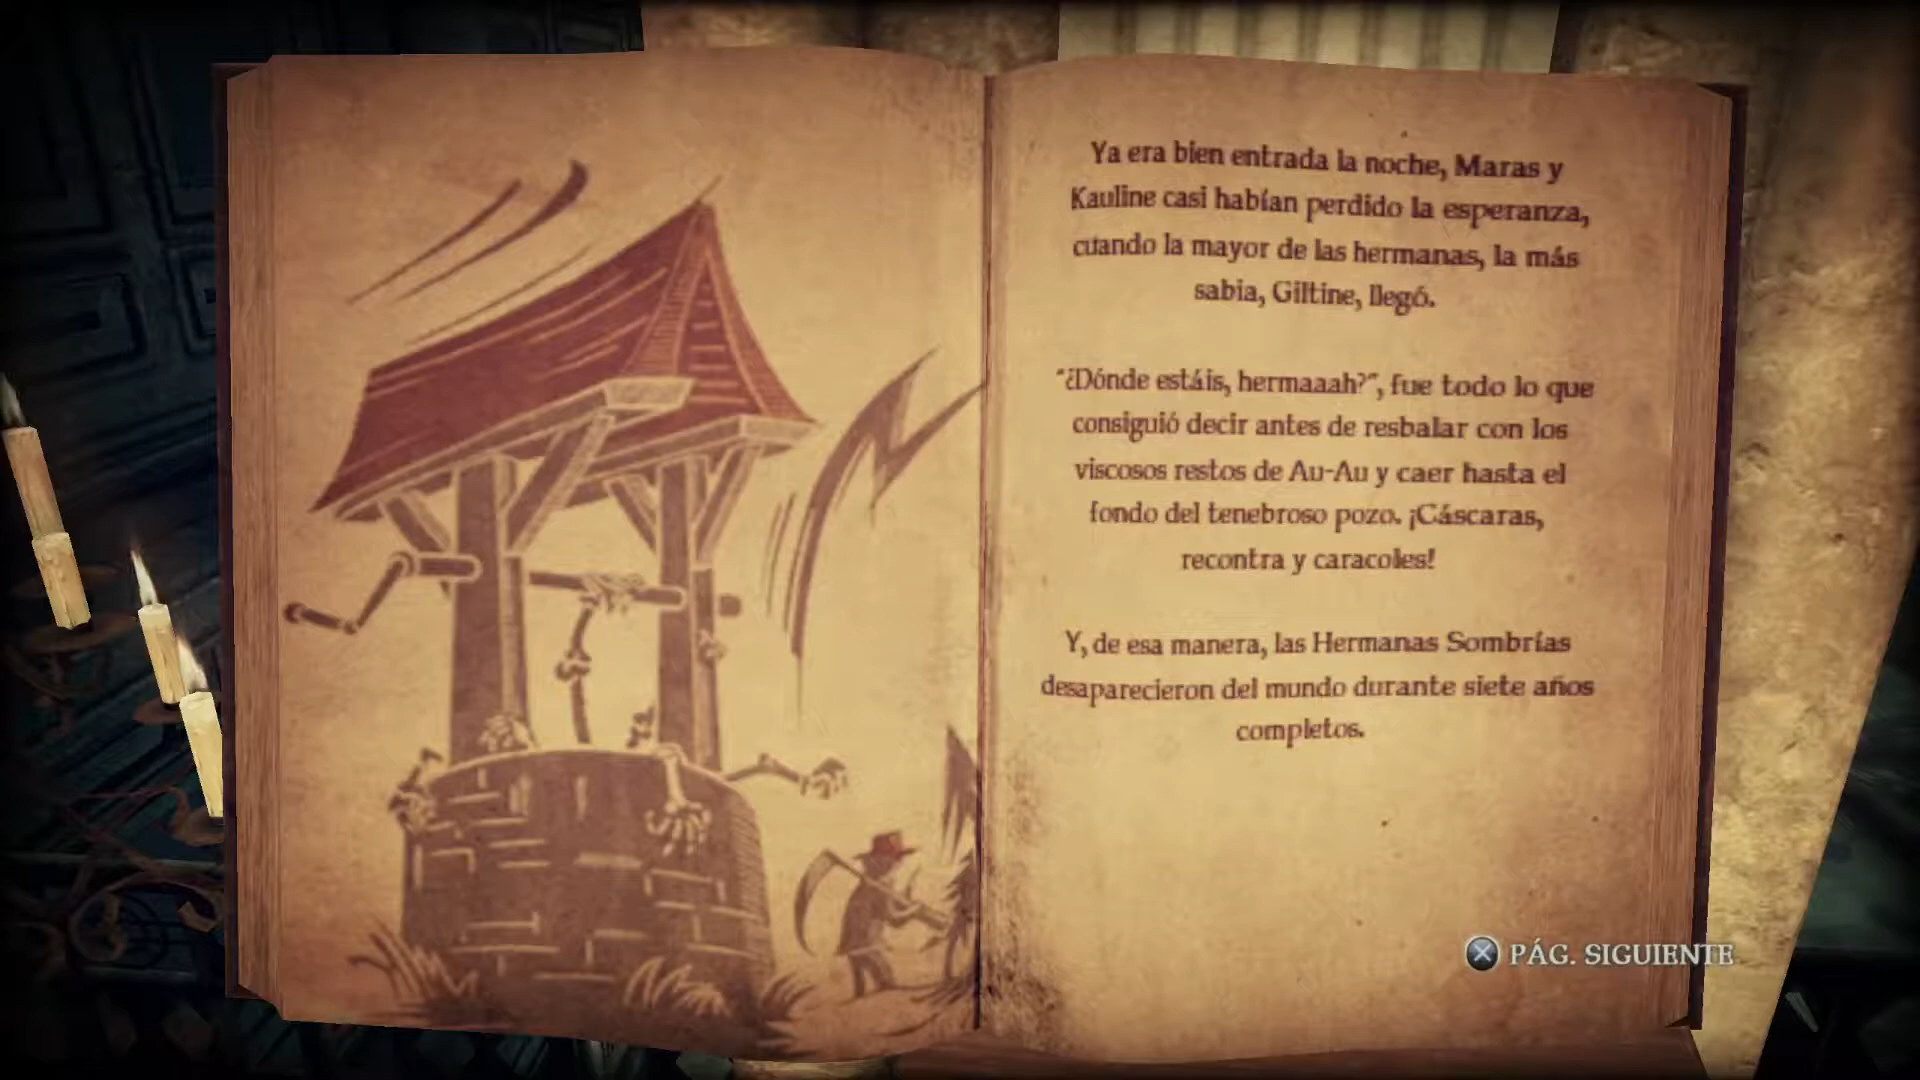 Ya era bien entrada la noche, Maras y
Kauline casi habían perdido la esperanza,
cuando la mayor de las hermanas, la más
sabia, Giltine, llegó.
"¿Dónde estáis, hermaaah?", fue todo lo que
consiguió decir antes de resbalar con los
viscosos restos de Au-Au y caer hasta el
fondo del tenebroso pozo. ¡Cáscaras,
recontra y caracoles!
Y, de esa manera, las Hermanas Sombrías
desaparecieron del mundo durante siete años
completos.
PÁG. SIGUIENTE